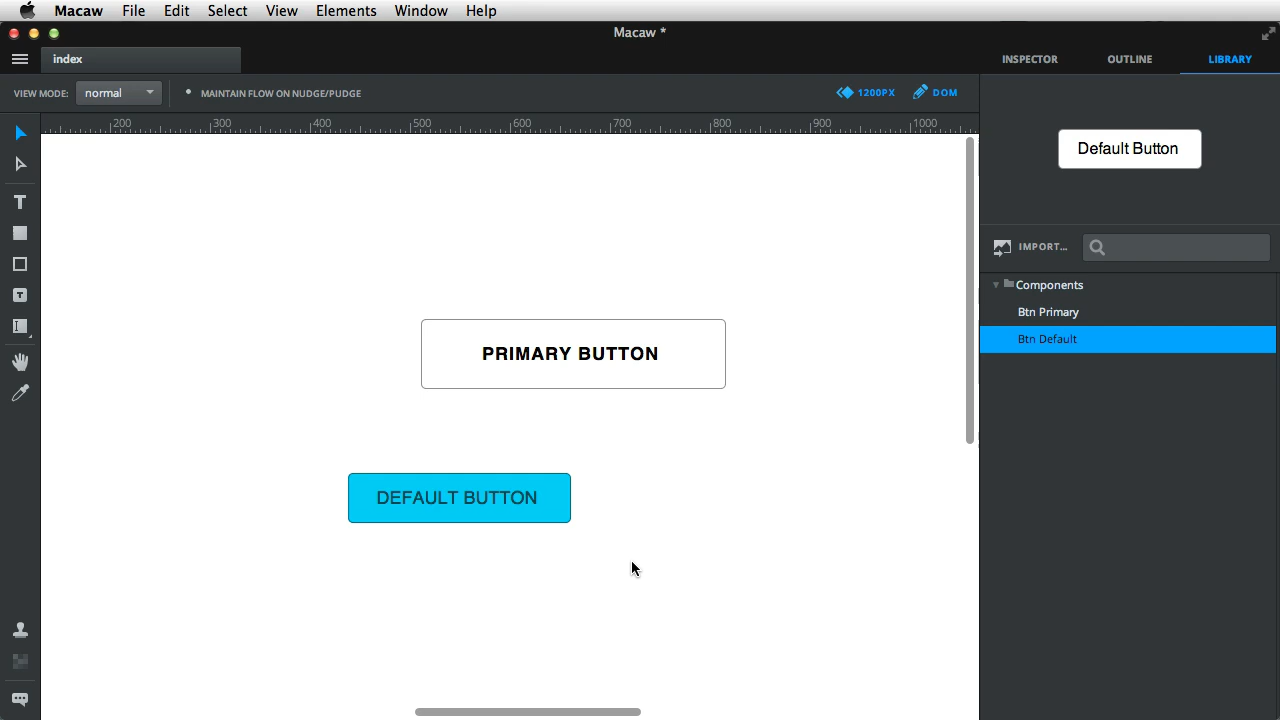 Macaw File Edit Select View Elements Window Help
Macaw *
index
INSPECTOR OUTLINE LIBRARY
VIEW MODE: normal MAINTAIN FLOW ON NUDGE/PUDGE 1200PX DOM
200 300 400 500 600 700 800 900 1000
Default Button
IMPORT...
Components
Btn Primary
Btn Default
PRIMARY BUTTON
DEFAULT BUTTON